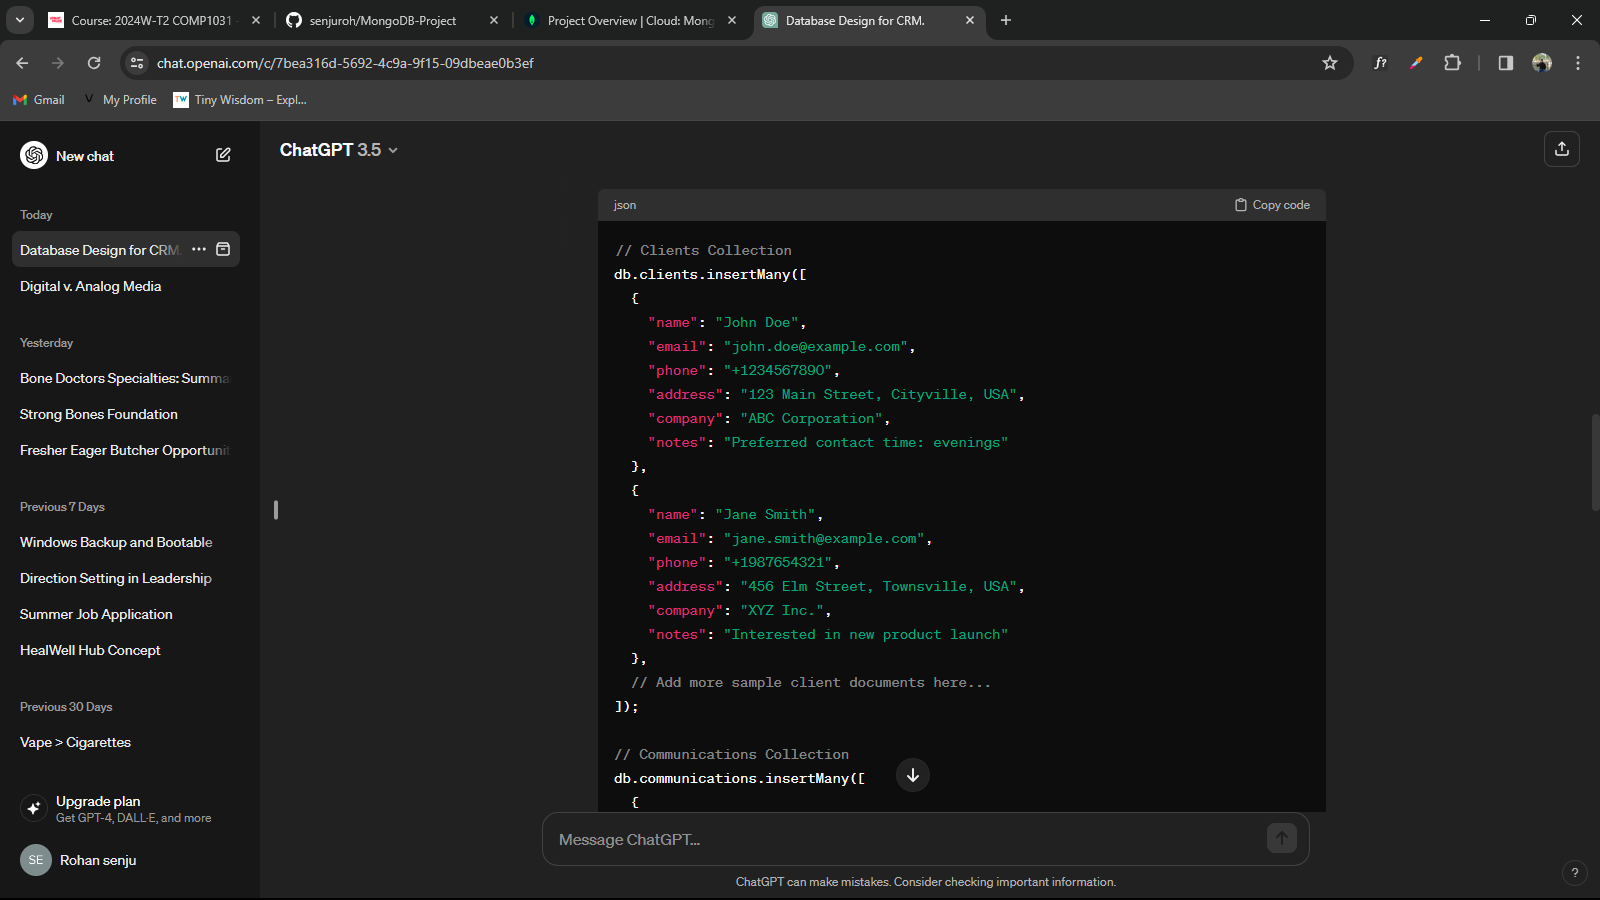 Course: 2024W-T2 COMP1031
senjuroh/MongoDB-Project
Project Overview | Cloud: Mong
Database Design for CRM.
chat.openai.com/c/7bea316d-5692-4c9a-9f15-09dbeae0b3ef
f?
Gmail
My Profile
TW
Tiny Wisdom – Expl...
New chat
ChatGPT 3.5
Today
Database Design for CRM
Digital v. Analog Media
Yesterday
Bone Doctors Specialties: Summa
Strong Bones Foundation
Fresher Eager Butcher Opportunit
Previous 7 Days
Windows Backup and Bootable
Direction Setting in Leadership
Summer Job Application
HealWell Hub Concept
Previous 30 Days
Vape > Cigarettes
Upgrade plan
Get GPT-4, DALL·E, and more
SE
Rohan senju
json
Copy code
// Clients Collection
db.clients.insertMany([
{
"name": "John Doe",
"email": "john.doe@example.com",
"phone": "+1234567890",
"address": "123 Main Street, Cityville, USA",
"company": "ABC Corporation",
"notes": "Preferred contact time: evenings"
},
{
"name": "Jane Smith",
"email": "jane.smith@example.com",
"phone": "+1987654321",
"address": "456 Elm Street, Townsville, USA",
"company": "XYZ Inc.",
"notes": "Interested in new product launch"
},
// Add more sample client documents here...
]);
// Communications Collection
db.communications.insertMany([
{
Message ChatGPT...
ChatGPT can make mistakes. Consider checking important information.
?